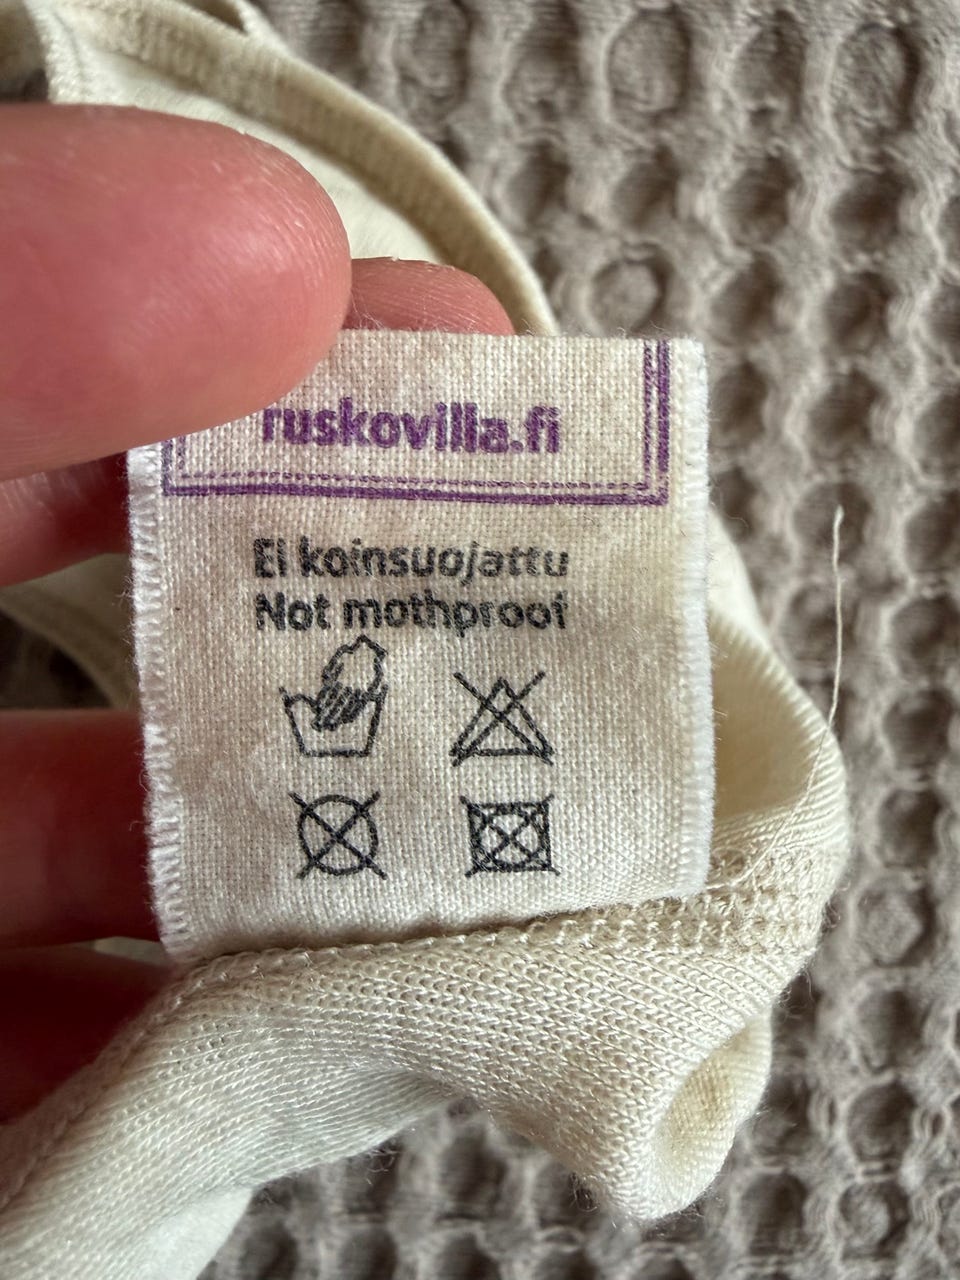 ruskovilla.fi
Ei koinsuojattu
Not mothproof